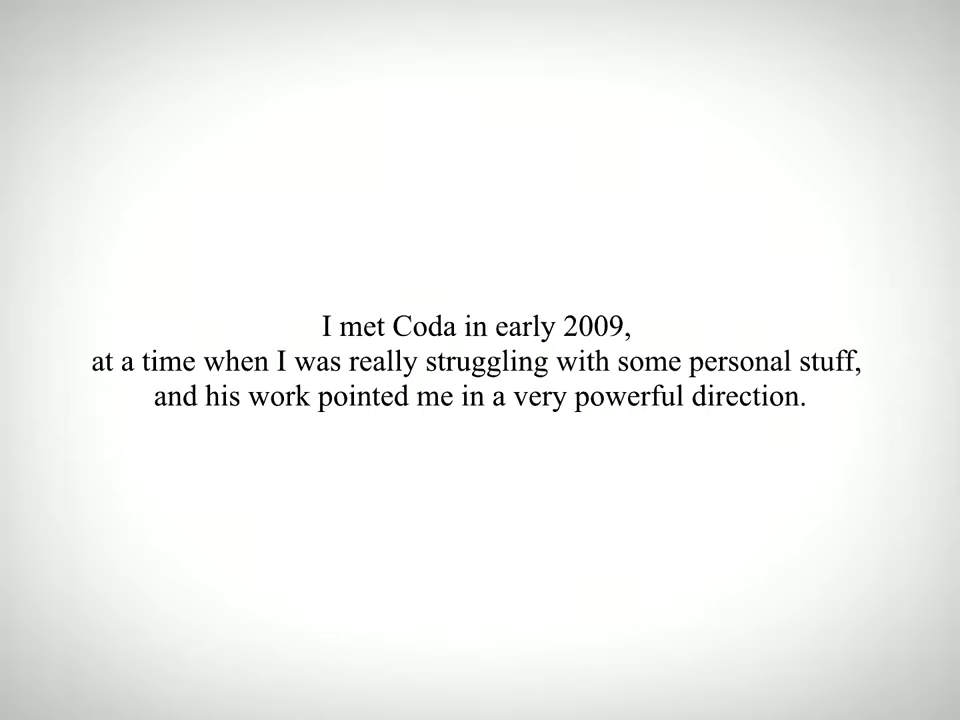 I met Coda in early 2009,
at a time when I was really struggling with some personal stuff,
and his work pointed me in a very powerful direction.